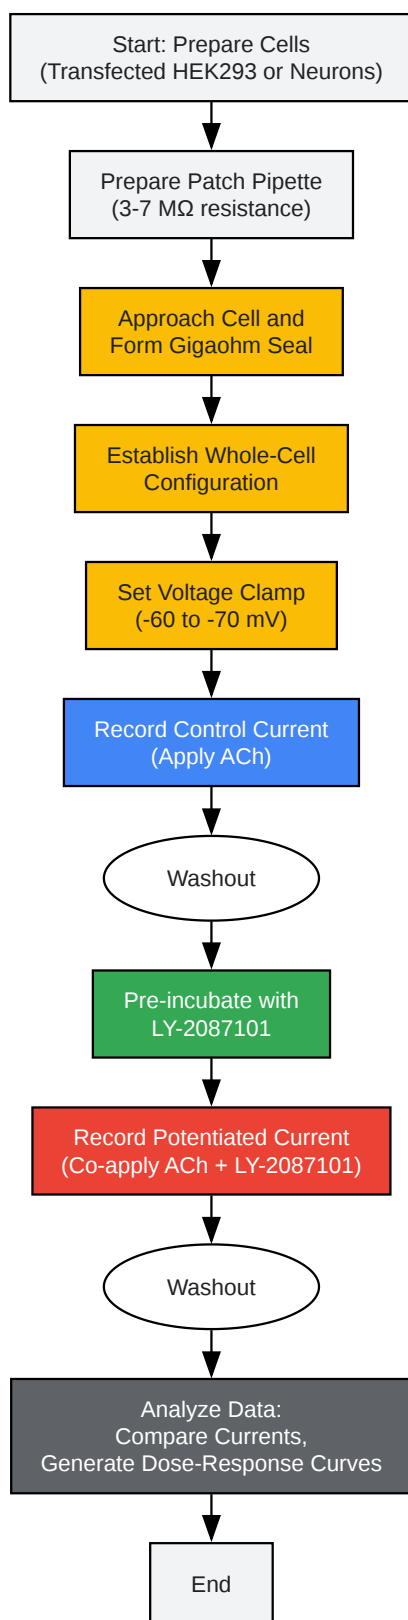 Start: Prepare Cells
(Transfected HEK293 or Neurons)
Prepare Patch Pipette
(3-7 MΩ resistance)
Approach Cell and
Form Gigaohm Seal
Establish Whole-Cell
Configuration
Set Voltage Clamp
(-60 to -70 mV)
Record Control Current
(Apply ACh)
Washout
Pre-incubate with
LY-2087101
Record Potentiated Current
(Co-apply ACh + LY-2087101)
Washout
Analyze Data:
Compare Currents,
Generate Dose-Response Curves
End